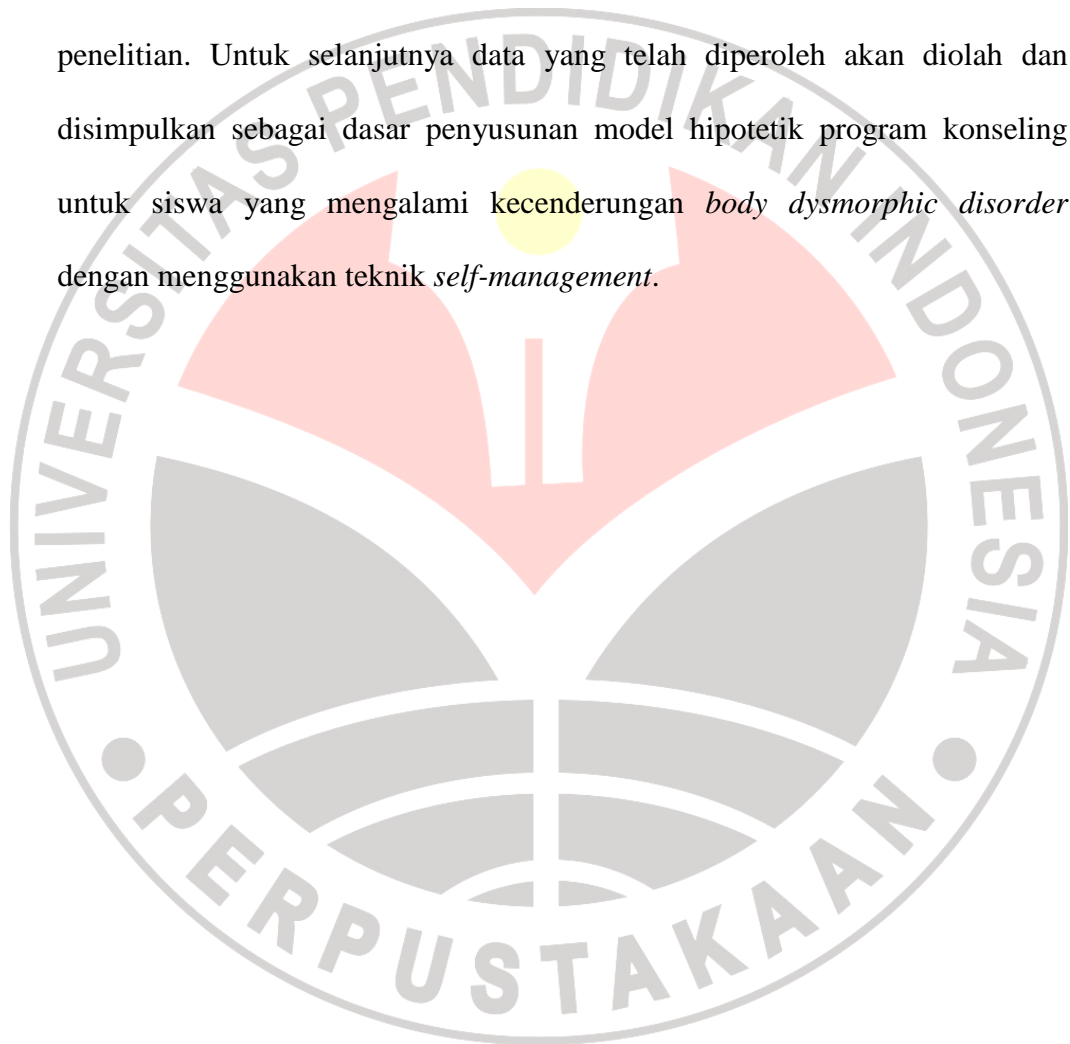 penelitian. Untuk selanjutnya data yang telah diperoleh akan diolah dan
disimpulkan sebagai dasar penyusunan model hipotetik program konseling
untuk siswa yang mengalami kecenderungan body dysmorphic disorder
dengan menggunakan teknik self-management.
UNIVERSITAS PENDIDIKAN INDONESIA
PERPUSTAKAAN